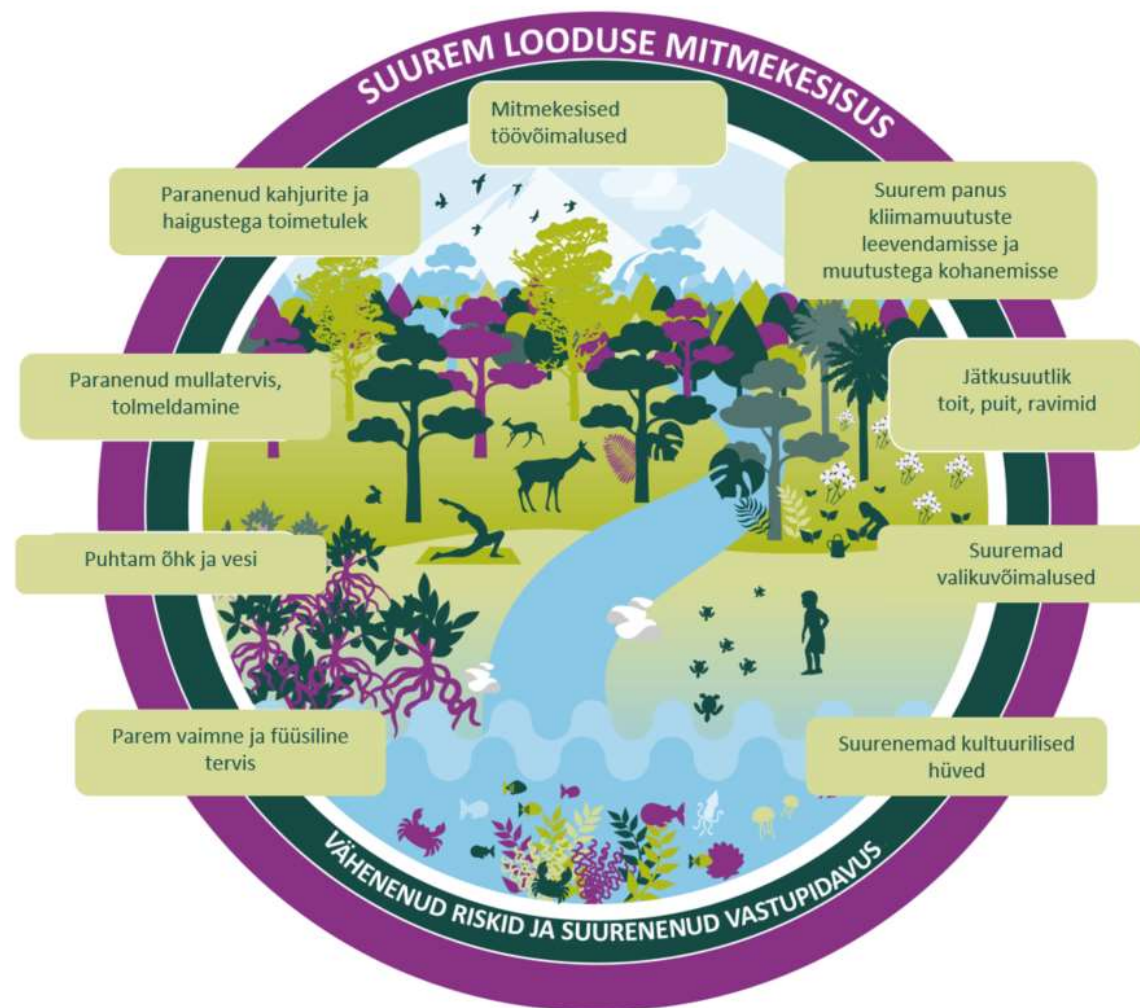 SUUREM LOODUSE MITMEKESISUS
Mitmekesised
töövõimalused
Paranenud kahjurite ja
haigustega toimetulek
Suurem panus
kliimamuutuste
leevendamisse ja
muutustega kohanemisse
Paranenud mullatervis,
tolmeldamine
Jätkusuutlik
toit, puit, ravimid
Puhtam õhk ja vesi
Suuremad
valikuvõimalused
Parem vaimne ja füüsiline
tervis
Suurenemad kultuurilised
hüved
VÄHENENUD RISKID JA SUURENENUD VASTUPIDAVUS